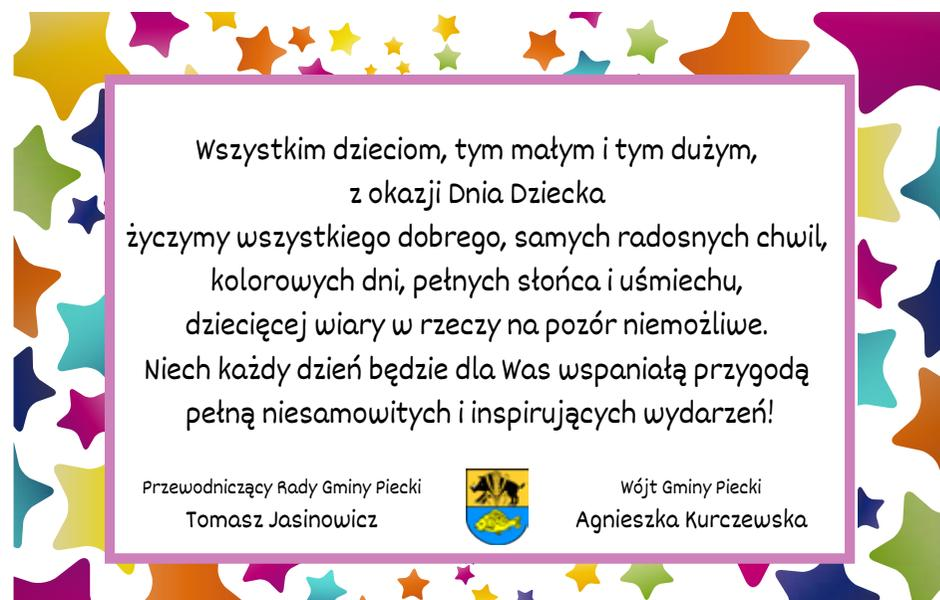 Wszystkim dzieciom, tym małym i tym dużym,
z okazji Dnia Dziecka
życzymy wszystkiego dobrego, samych radosnych chwil,
kolorowych dni, pełnych słońca i uśmiechu,
dziecięcej wiary w rzeczy na pozór niemożliwe.
Niech każdy dzień będzie dla Was wspaniałą przygodą
pełną niesamowitych i inspirujących wydarzeń!
Przewodniczący Rady Gminy Piecki
Tomasz Jasinowicz
Wójt Gminy Piecki
Agnieszka Kurczewska